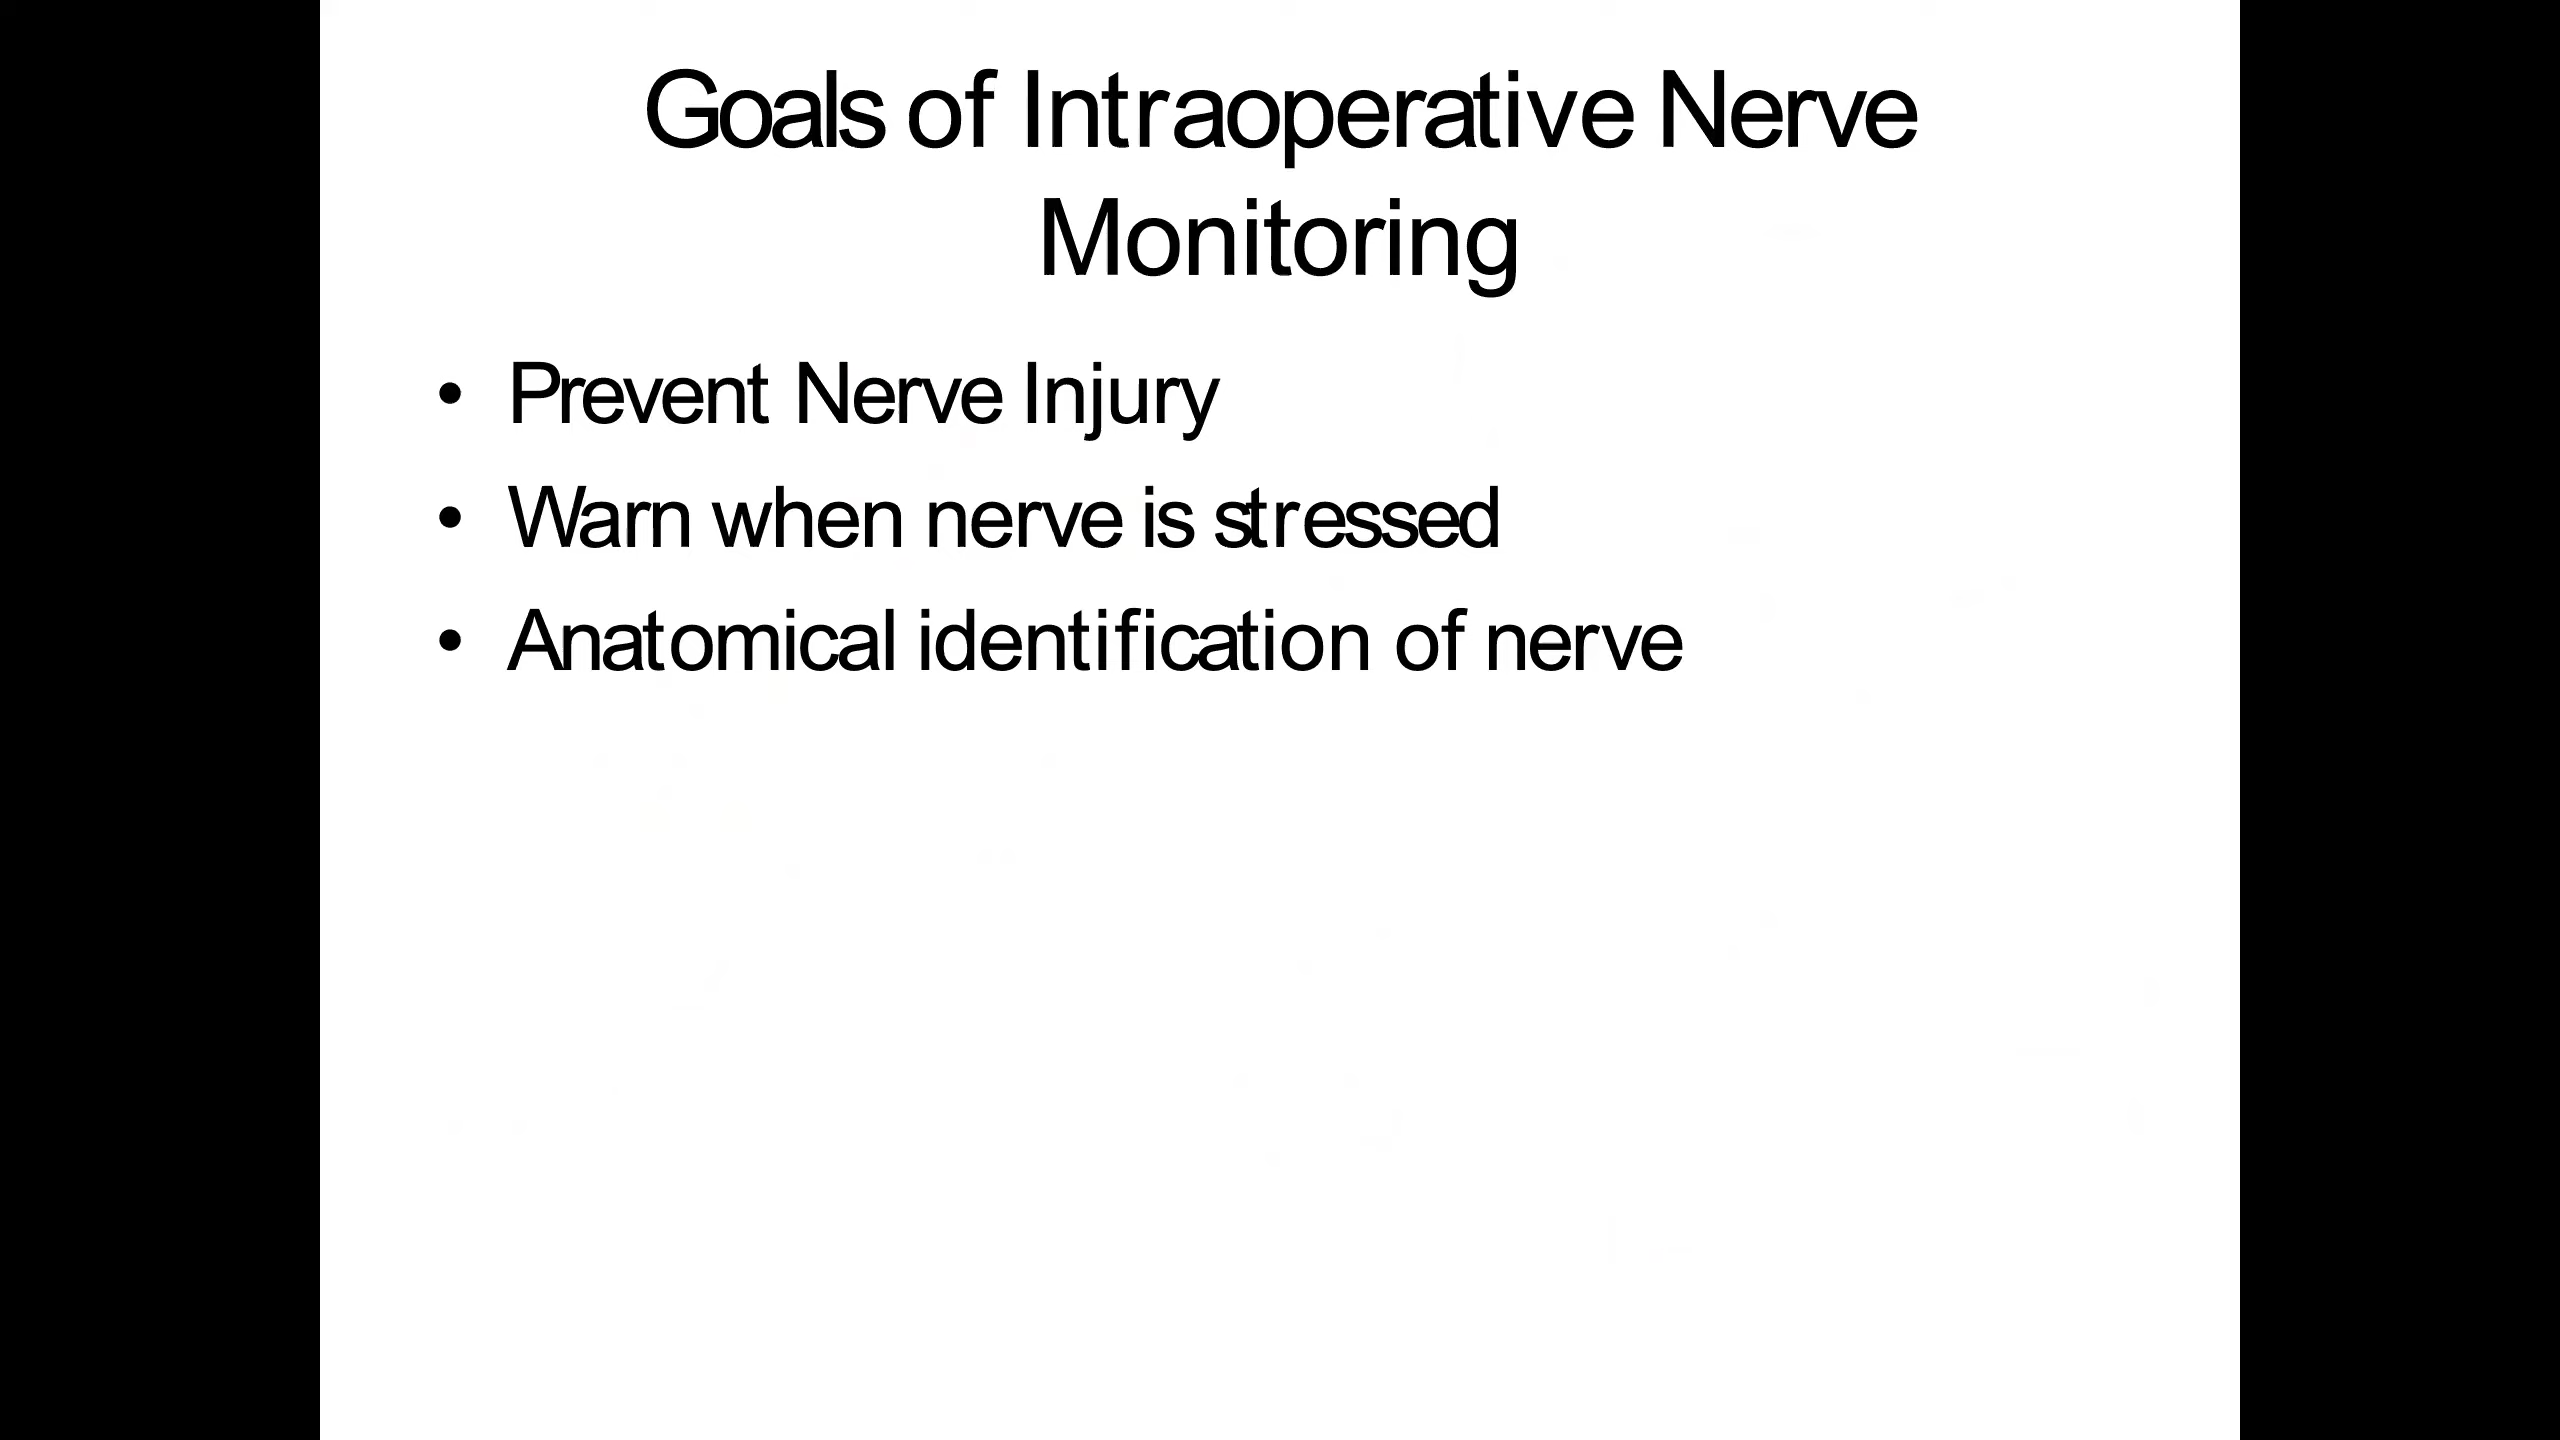 Goals of Intraoperative Nerve
Monitoring
• Prevent Nerve Injury
• Warn when nerve is stressed
• Anatomical identification of nerve